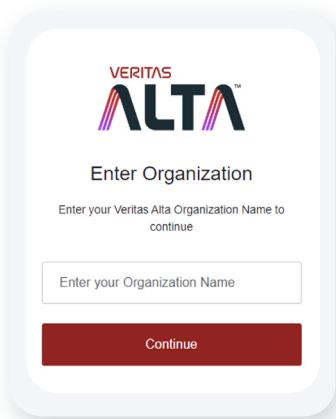 VERITAS
ALTA™
Enter Organization
Enter your Veritas Alta Organization Name to
continue
Enter your Organization Name
Continue